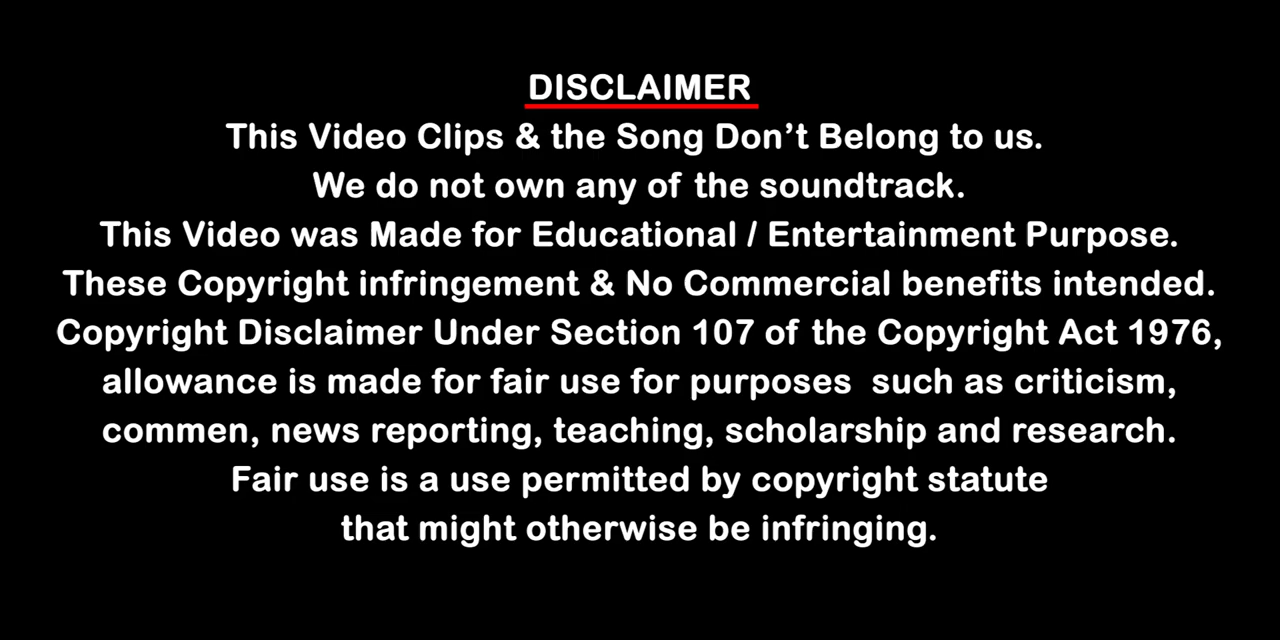 DISCLAIMER
This Video Clips & the Song Don’t Belong to us.
We do not own any of the soundtrack.
This Video was Made for Educational / Entertainment Purpose.
These Copyright infringement & No Commercial benefits intended.
Copyright Disclaimer Under Section 107 of the Copyright Act 1976,
allowance is made for fair use for purposes  such as criticism,
commen, news reporting, teaching, scholarship and research.
Fair use is a use permitted by copyright statute
that might otherwise be infringing.